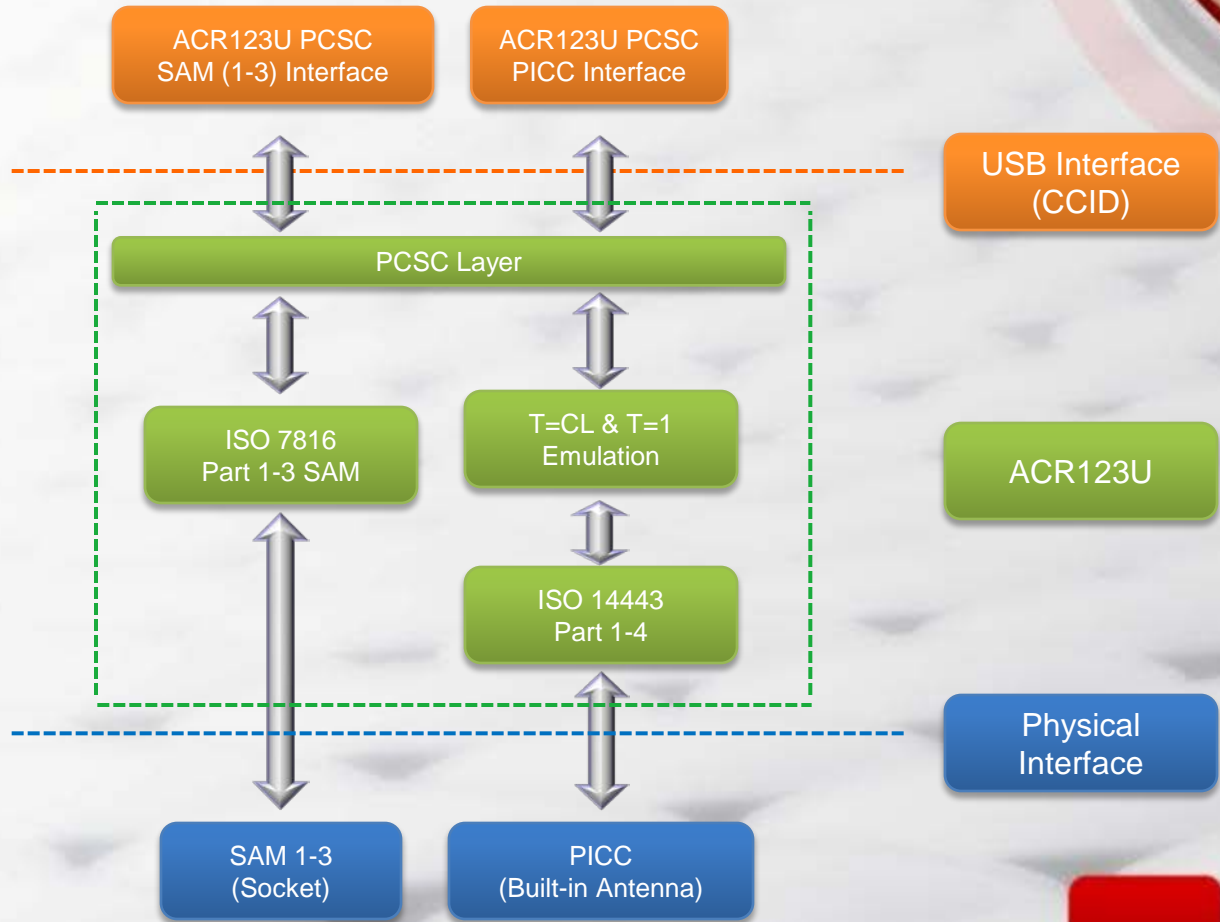 ACR123U PCSC
SAM (1-3) Interface
ACR123U PCSC
PICC Interface
USB Interface
(CCID)
PCSC Layer
ISO 7816
Part 1-3 SAM
T=CL & T=1
Emulation
ACR123U
ISO 14443
Part 1-4
Physical
Interface
SAM 1-3
(Socket)
PICC
(Built-in Antenna)